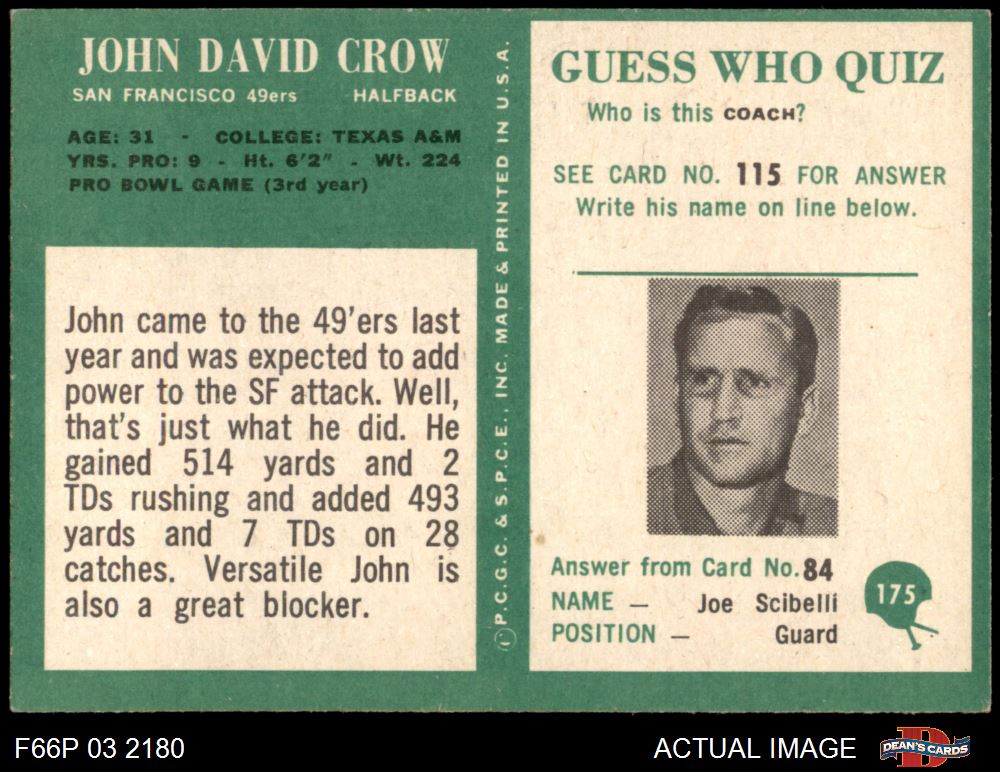 JOHN DAVID CROW
SAN FRANCISCO 49ers HALFBACK
AGE: 31 - COLLEGE: TEXAS A&M
YRS. PRO: 9 - Ht. 6'2" - Wt. 224
PRO BOWL GAME (3rd year)
John came to the 49'ers last
year and was expected to add
power to the SF attack. Well,
that's just what he did. He
gained 514 yards and 2
TDs rushing and added 493
yards and 7 TDs on 28
catches. Versatile John is
also a great blocker.
© P.C.G.C. & S.P.C.E., INC. MADE & PRINTED IN U.S.A.
GUESS WHO QUIZ
Who is this COACH?
SEE CARD NO. 115 FOR ANSWER
Write his name on line below.
Answer from Card No. 84
NAME — Joe Scibelli
POSITION — Guard
175
F66P 03 2180
ACTUAL IMAGE
D
DEAN'S CARDS